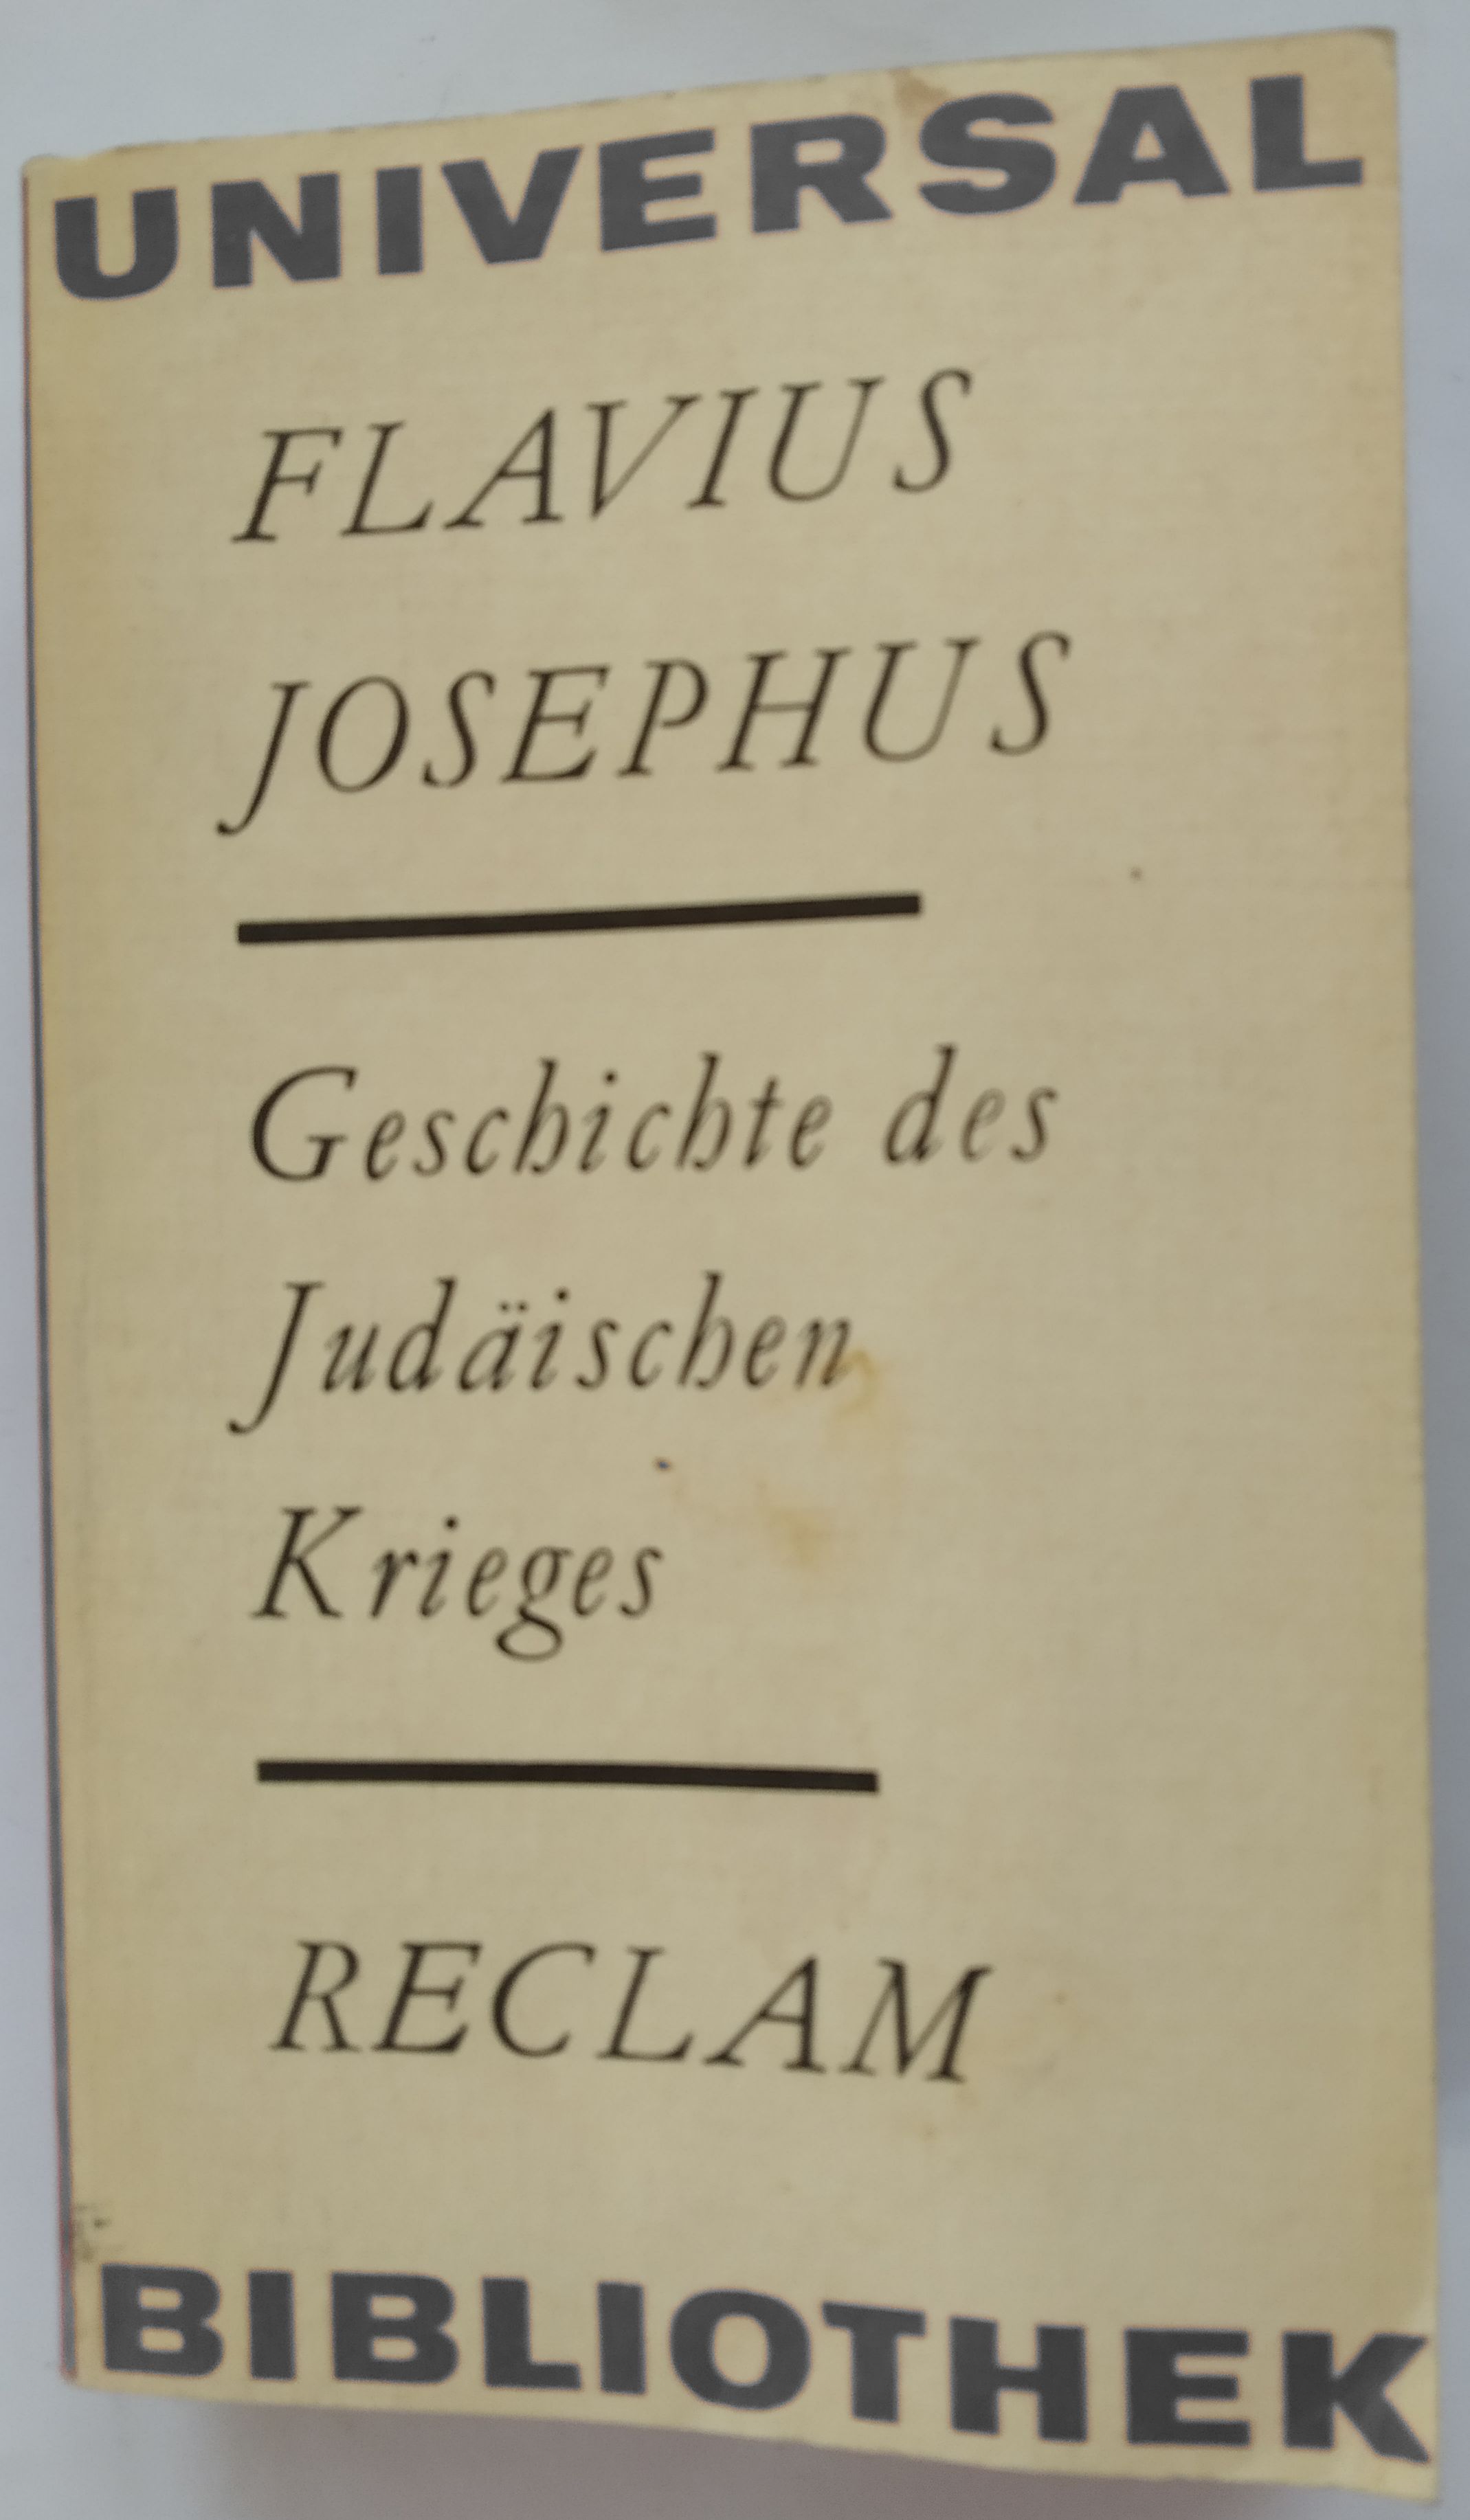 UNIVERSAL
FLAVIUS
JOSEPHUS
Geschichte des
Judäischen
Krieges
RECLAM
BIBLIOTHEK